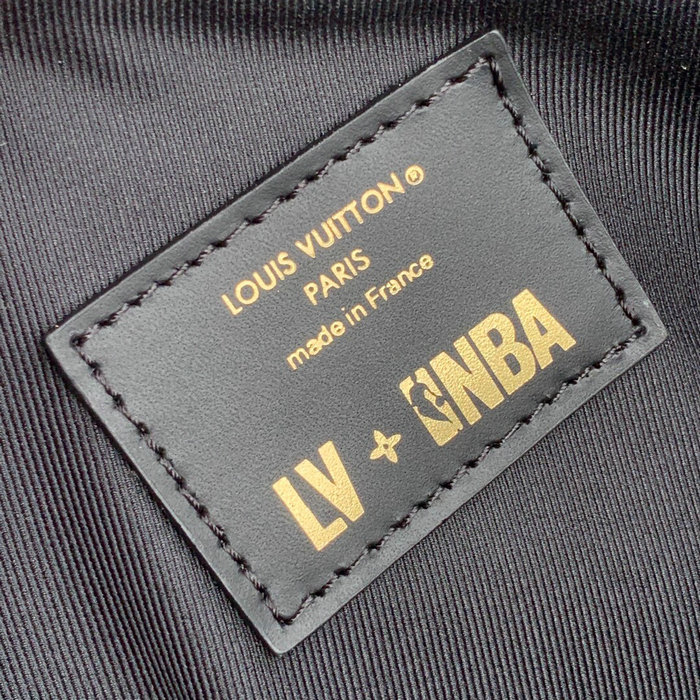 LOUIS VUITTON®
PARIS
made in France
LV + NBA